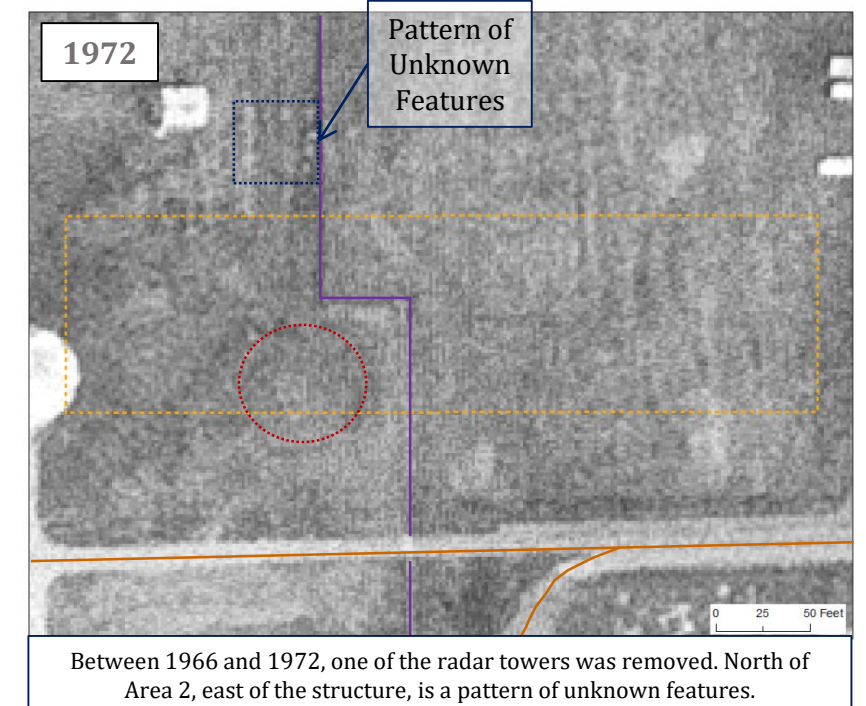 1972
Pattern of
Unknown
Features
0 25 50 Feet
Between 1966 and 1972, one of the radar towers was removed. North of
Area 2, east of the structure, is a pattern of unknown features.